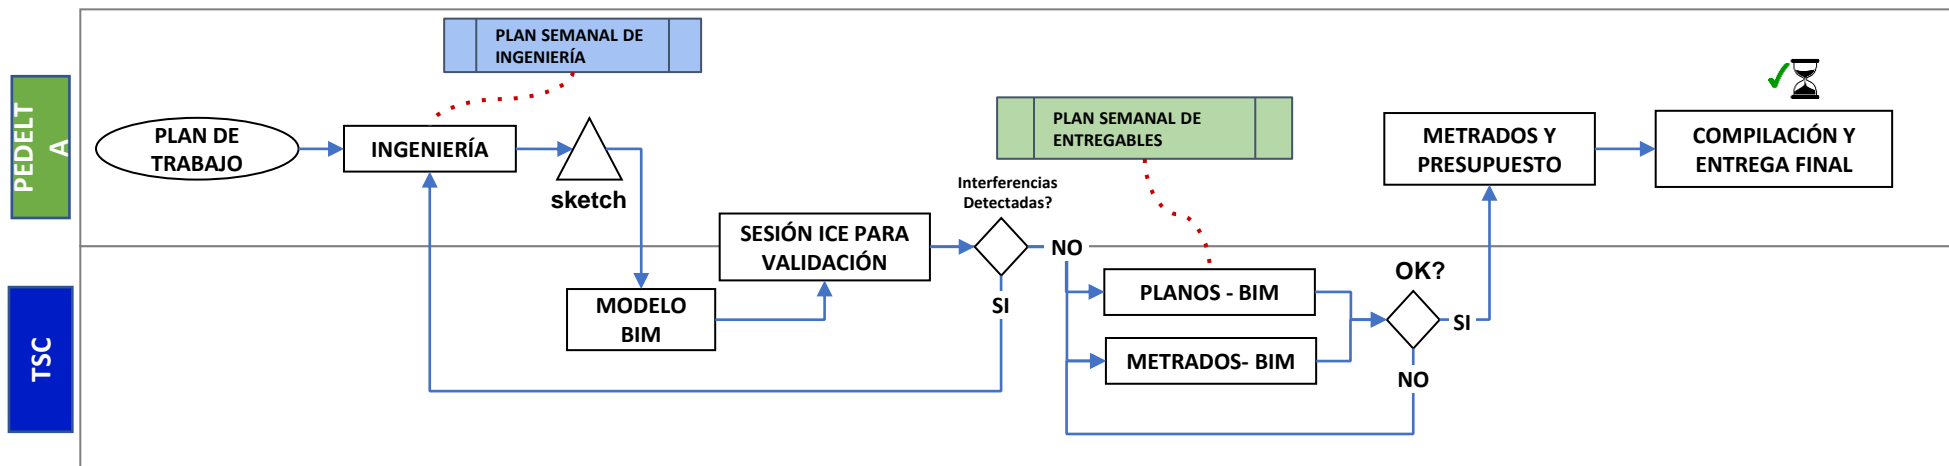 PLAN SEMANAL DE
INGENIERÍA
PEDELT
A
PLAN DE
TRABAJO
INGENIERÍA
sketch
PLAN SEMANAL DE
ENTREGABLES
Interferencias
Detectadas?
METRADOS Y
PRESUPUESTO
COMPILACIÓN Y
ENTREGA FINAL
SESIÓN ICE PARA
VALIDACIÓN
NO
SI
TSC
MODELO
BIM
PLANOS - BIM
METRADOS- BIM
OK?
SI
NO